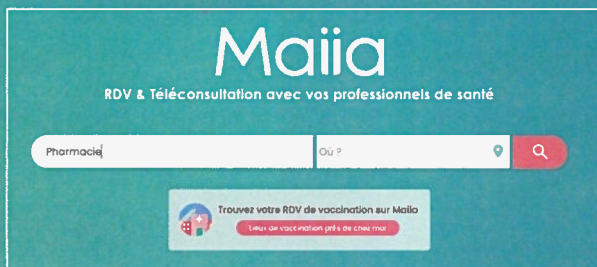 Maiia
RDV & Téléconsultation avec vos professionnels de santé
Pharmacie
Où ?
Trouvez votre RDV de vaccination sur Maiia
Lieux de vaccination près de chez moi